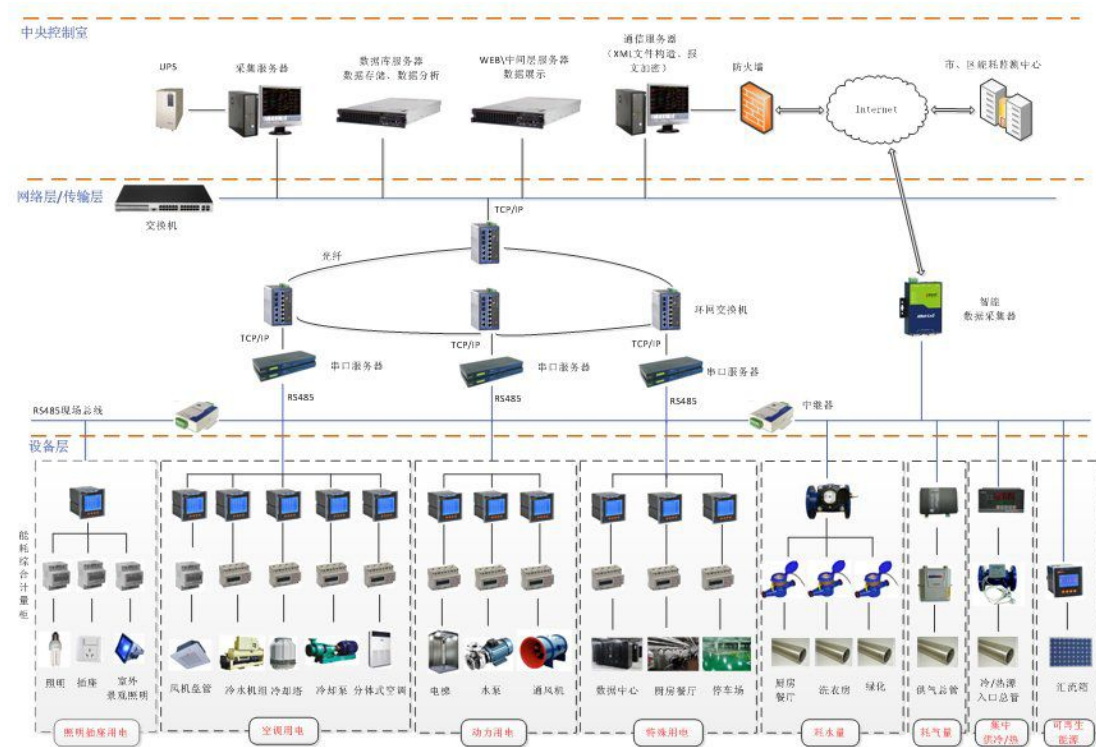 中央控制室
UPS
采集服务器
数据库服务器
数据存储、数据分析
WEB\中间层服务器
数据展示
通信服务器
（XML文件构造、报
文加密）
防火墙
Internet
市、区能耗监测中心
网络层/传输层
交换机
TCP/IP
光纤
环网交换机
智能
数据采集器
TCP/IP
TCP/IP
TCP/IP
串口服务器
串口服务器
串口服务器
RS485
RS485
RS485
RS485现场总线
中继器
设备层
能耗综合计量柜
照明
插座
室外
景观照明
风机盘管
冷水机组
冷却塔
冷却泵
分体式空调
电梯
水泵
通风机
数据中心
厨房餐厅
停车场
厨房
餐厅
洗衣房
绿化
供气总管
冷/热源
入口总管
汇流箱
照明插座用电
空调用电
动力用电
特殊用电
耗水量
耗气量
集中
供冷/热
可再生
能源